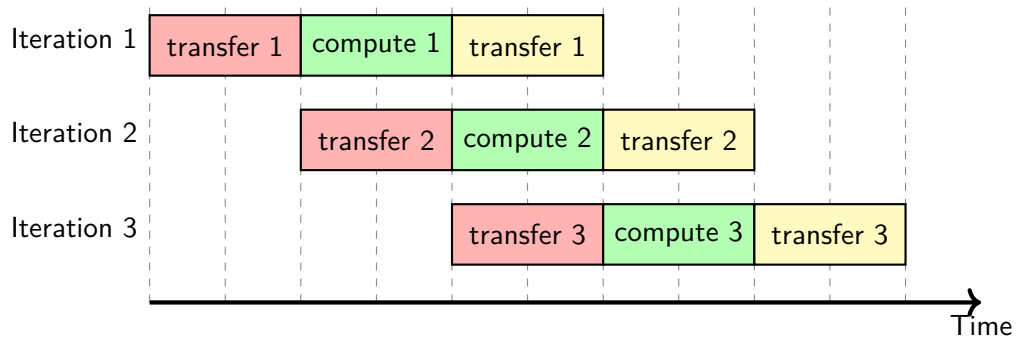 Iteration 1
transfer 1
compute 1
transfer 1
Iteration 2
transfer 2
compute 2
transfer 2
Iteration 3
transfer 3
compute 3
transfer 3
Time